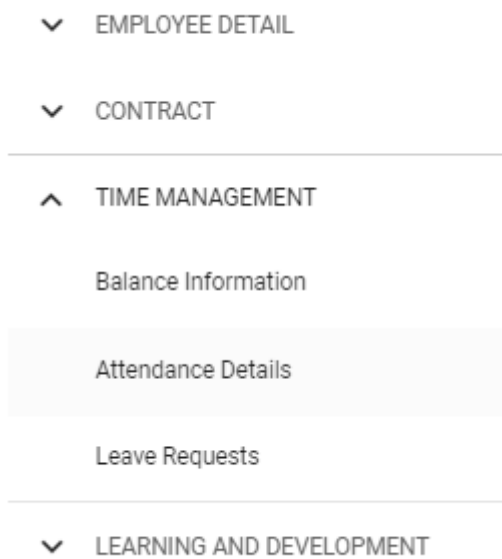 EMPLOYEE DETAIL
CONTRACT
TIME MANAGEMENT
Balance Information
Attendance Details
Leave Requests
LEARNING AND DEVELOPMENT